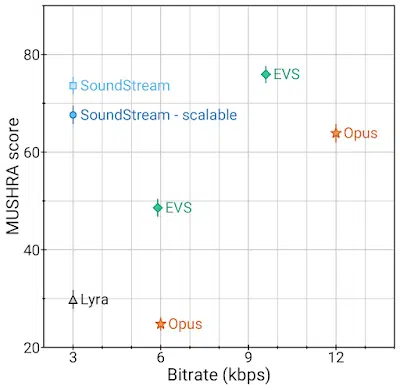 MUSHRA score
80
60
40
20
SoundStream
SoundStream - scalable
EVS
Opus
EVS
Lyra
Opus
3
6
9
12
Bitrate (kbps)